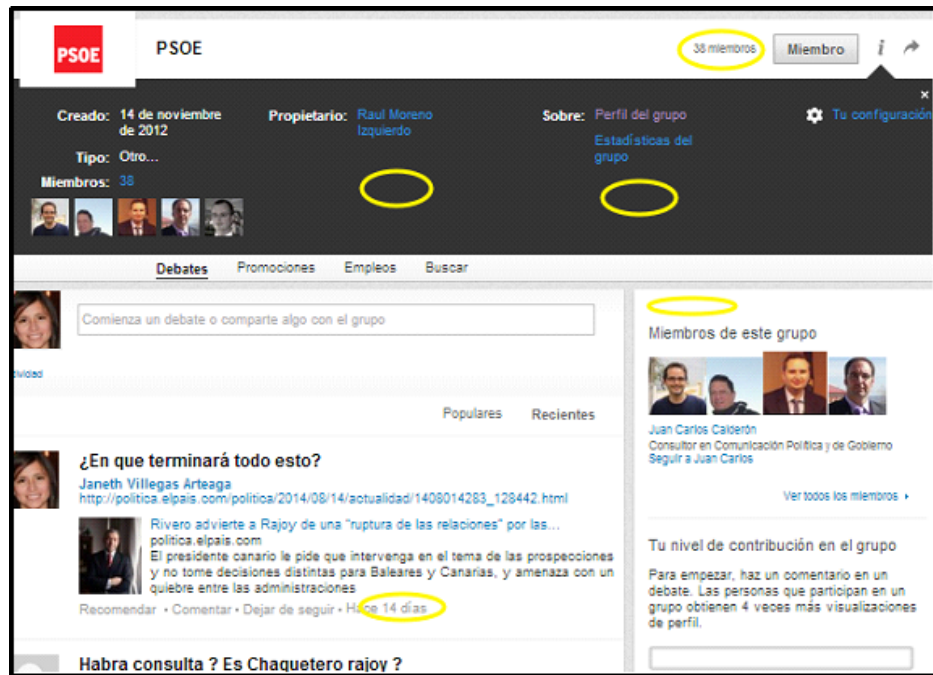 PSOE
PSOE
38 miembros
Miembro
i
Creado: 14 de noviembre
de 2012
Tipo: Otro...
Miembros: 38
Propietario: Raul Moreno
Izquierdo
Sobre: Perfil del grupo
Estadísticas del
grupo
× 
Tu configuración
Debates Promociones Empleos Buscar
Comienza un debate o comparte algo con el grupo
Populares Recientes
¿En que terminará todo esto?
Janeth Villegas Arteaga
http://politica.elpais.com/politica/2014/08/14/actualidad/1408014283_128442.html
Rivero advierte a Rajoy de una "ruptura de las relaciones" por las...
politica.elpais.com
El presidente canario le pide que intervenga en el tema de las prospecciones
y no tome decisiones distintas para Baleares y Canarias, y amenaza con un
quiebre entre las administraciones
Recomendar • Comentar • Dejar de seguir • Hace 14 días
Habra consulta ? Es Chaquetero rajoy ?
Miembros de este grupo
Juan Carlos Calderón
Consultor en Comunicación Política y de Gobierno
Seguir a Juan Carlos
Ver todos los miembros ▸
Tu nivel de contribución en el grupo
Para empezar, haz un comentario en un
debate. Las personas que participan en un
grupo obtienen 4 veces más visualizaciones
de perfil.